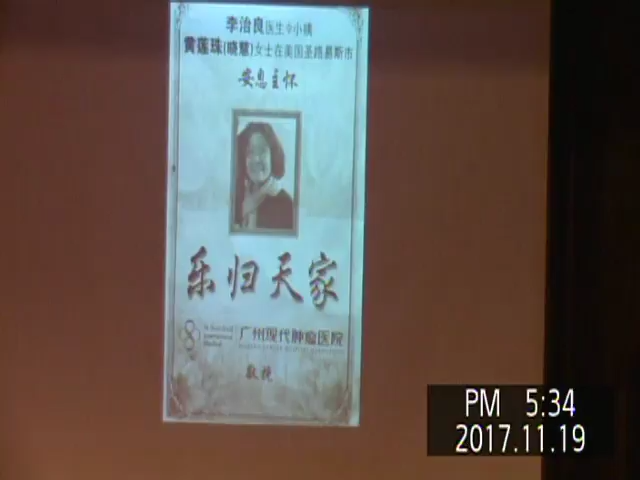 李治良医生令小姨
黄莲珠(晓慧)女士在美国圣路易斯市
安息主怀
乐归天家
广州现代肿瘤医院
敬挽
PM 5:34
2017.11.19